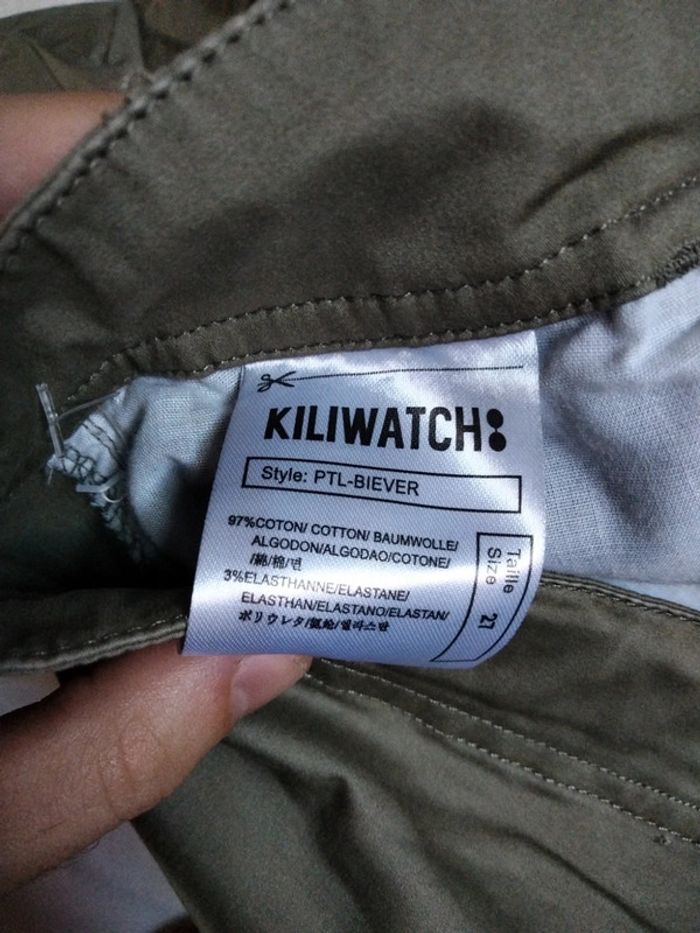 KILIWATCH:
Style: PTL-BIEVER
97%COTON/ COTTON/ BAUMWOLLE/
ALGODON/ALGODAO/COTONE/
/綿/棉/면
3%ELASTHANNE/ELASTANE/
ELASTHAN/ELASTANO/ELASTAN/
ポリウレタ/氨纶/엘라스판
Taille
Size 27